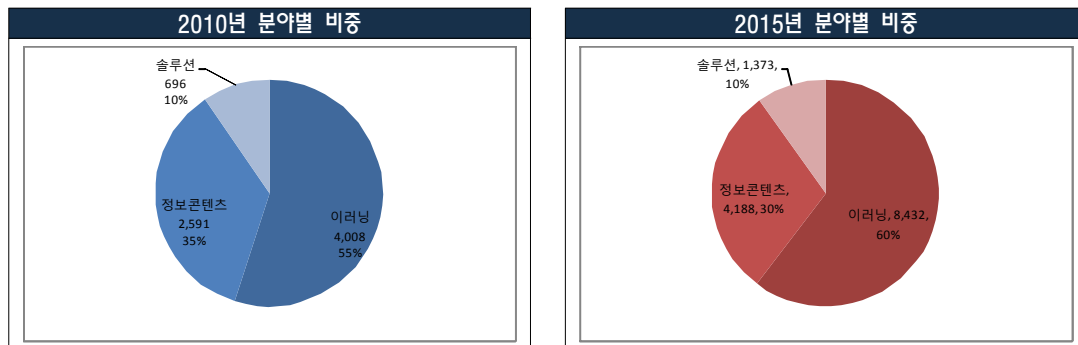 2010년 분야별 비중
솔루션
696
10%
정보콘텐츠
2,591
35%
이러닝
4,008
55%
2015년 분야별 비중
솔루션, 1,373,
10%
정보콘텐츠,
4,188, 30%
이러닝, 8,432,
60%